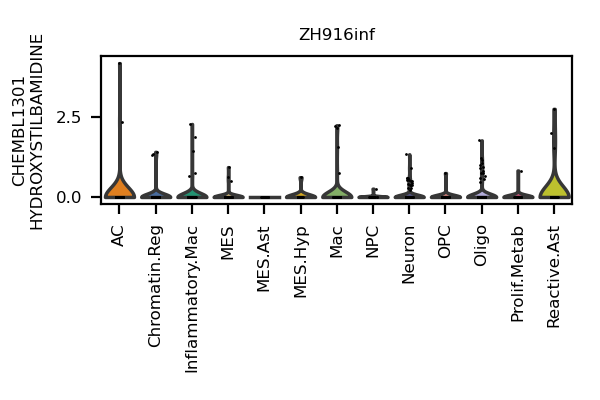 ZH916inf
CHEMBL1301
HYDROXYSTILBAMIDINE
2.5
0.0
AC
Chromatin.Reg
Inflammatory.Mac
MES
MES.Ast
MES.Hyp
Mac
NPC
Neuron
OPC
Oligo
Prolif.Metab
Reactive.Ast